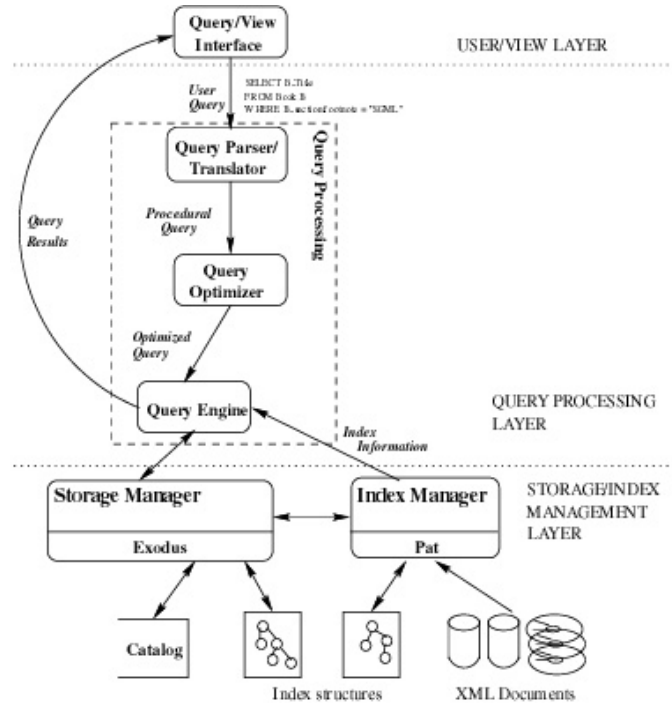 Query/View
Interface
USER/VIEW LAYER
User
Query
SELECT B.Title
FROM Book B
WHERE = "SGML"
Query Parser/
Translator
Query Processing
Procedural
Query
Query
Results
Query
Optimizer
Optimized
Query
Query Engine
QUERY PROCESSING
LAYER
Index
Information
Storage Manager
Exodus
Index Manager
Pat
STORAGE/INDEX
MANAGEMENT
LAYER
Catalog
Index structures
XML Documents